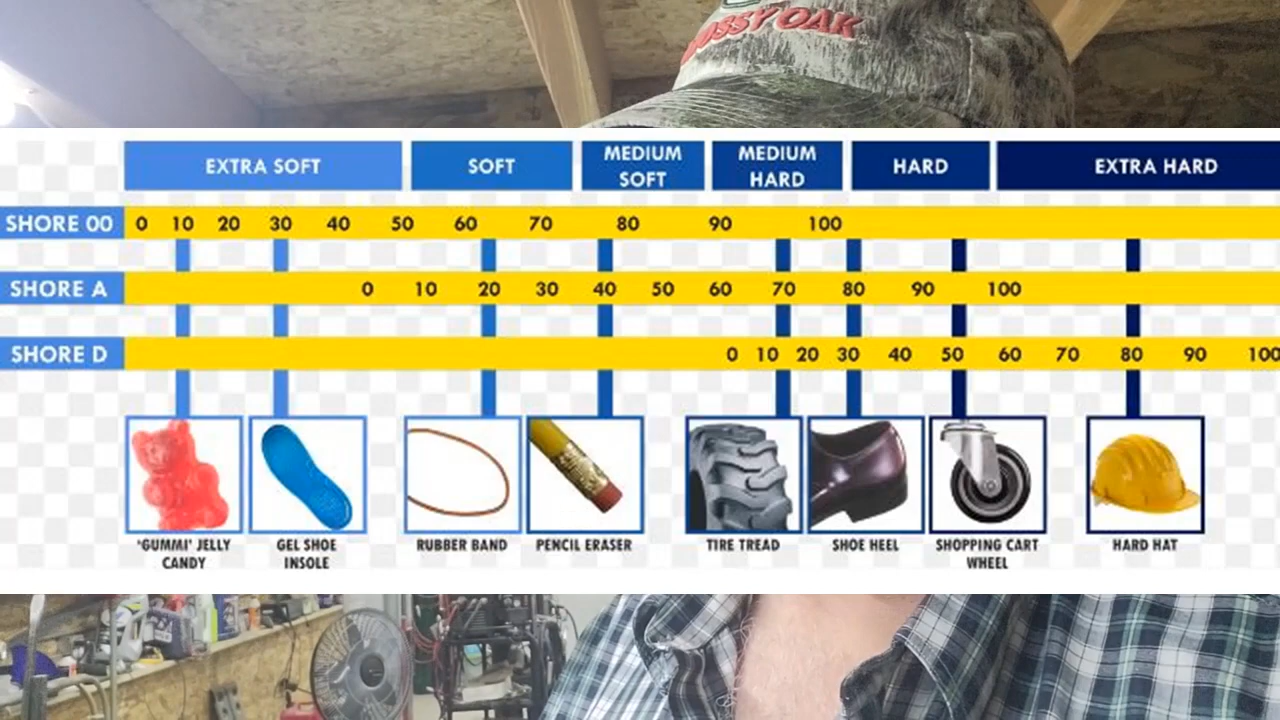 OSSY OAK
EXTRA SOFT SOFT MEDIUM SOFT MEDIUM HARD HARD EXTRA HARD
SHORE 00 0 10 20 30 40 50 60 70 80 90 100
SHORE A 0 10 20 30 40 50 60 70 80 90 100
SHORE D 0 10 20 30 40 50 60 70 80 90 100
'GUMMI' JELLY CANDY
GEL SHOE INSOLE
RUBBER BAND
PENCIL ERASER
TIRE TREAD
SHOE HEEL
SHOPPING CART WHEEL
HARD HAT